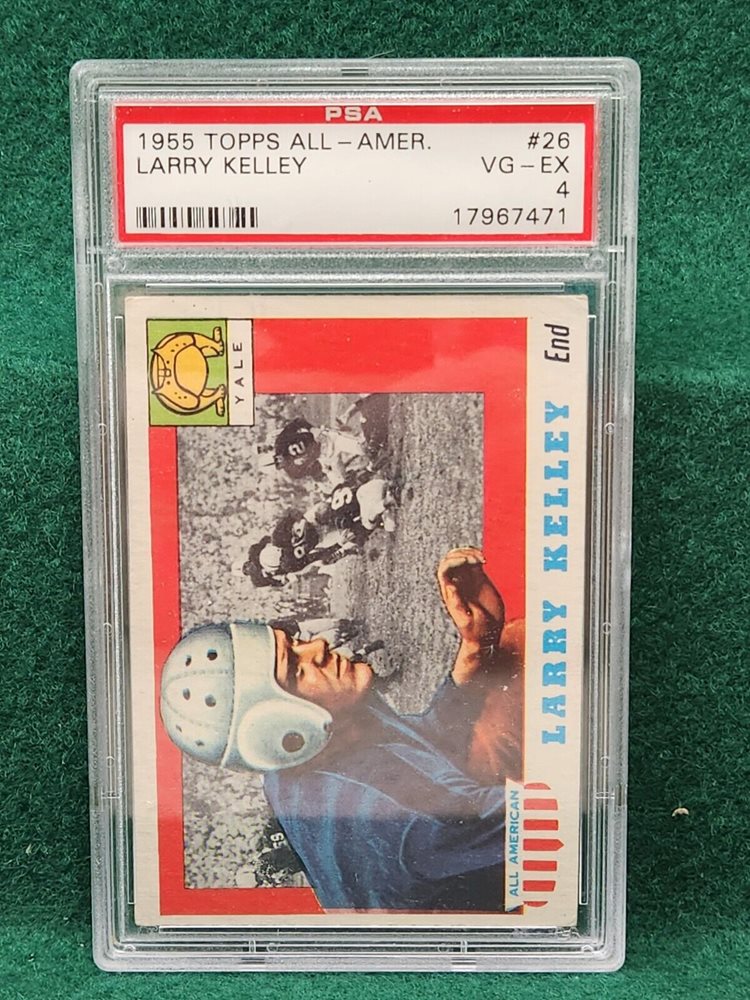 PSA
1955 TOPPS ALL-AMER. #26
LARRY KELLEY VG-EX
4
17967471
YALE
LARRY KELLEY End
ALL AMERICAN